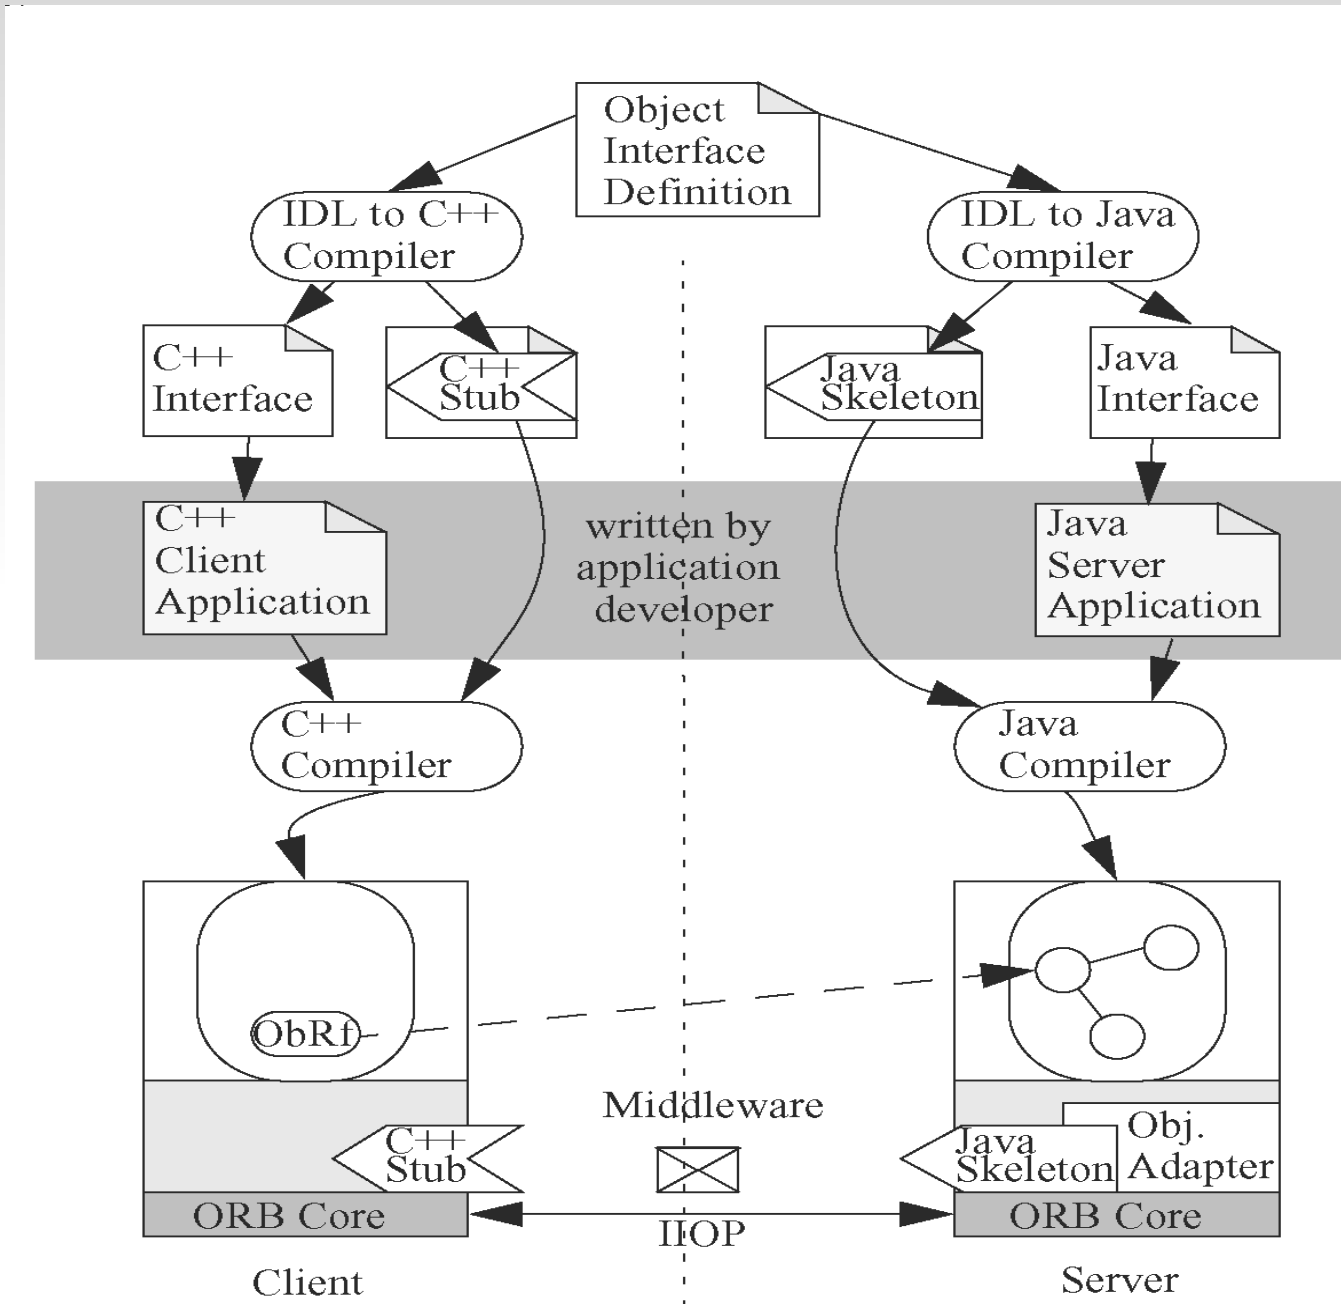 Object
Interface
Definition
IDL to C++
Compiler
IDL to Java
Compiler
C++
Interface
C++
Stub
Java
Skeleton
Java
Interface
C++
Client
Application
written by
application
developer
Java
Server
Application
C++
Compiler
Java
Compiler
ObRf
Middleware
C++
Stub
Java
Skeleton
Obj.
Adapter
ORB Core
IIOP
ORB Core
Client
Server